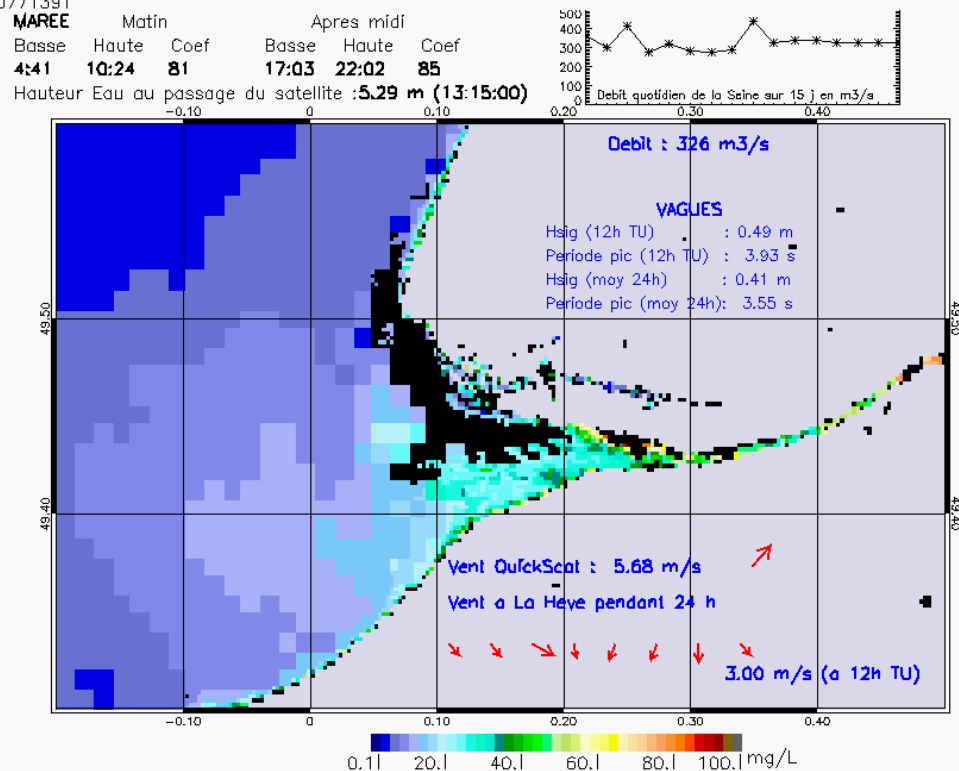 MAREE Matin Apres midi
Basse Haute Coef Basse Haute Coef
4:41 10:24 81 17:03 22:02 85
Hauteur Eau au passage du satellite :5.29 m (13:15:00)
500
400
300
200
100
0
Debit quotidien de la Seine sur 15 j en m3/s
-0.10 0 0.10 0.20 0.30 0.40
Debit : 326 m3/s
VAGUES
Hsig (12h TU) : 0.49 m
Periode pic (12h TU) : 3.93 s
Hsig (moy 24h) : 0.41 m
Periode pic (moy 24h): 3.55 s
49.50 49.50
49.40 49.40
Vent QuickScat : 5.68 m/s
Vent a La Heve pendant 24 h
3.00 m/s (a 12h TU)
-0.10 0 0.10 0.20 0.30 0.40
0.1| 20.| 40.| 60.| 80.| 100.| mg/L